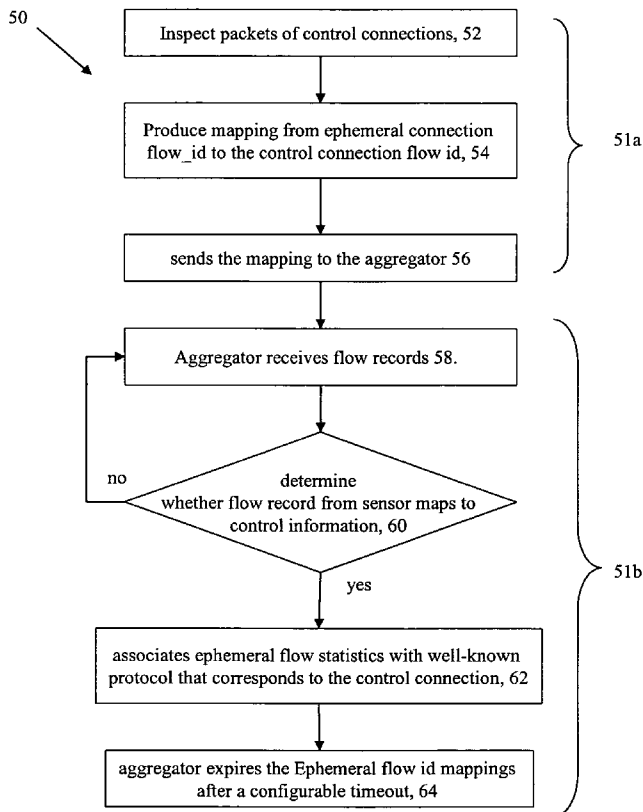 50
Inspect packets of control connections, 52
Produce mapping from ephemeral connection
flow_id to the control connection flow id, 54
51a
sends the mapping to the aggregator 56
Aggregator receives flow records 58.
no
determine
whether flow record from sensor maps to
control information, 60
yes
51b
associates ephemeral flow statistics with well-known
protocol that corresponds to the control connection, 62
aggregator expires the Ephemeral flow id mappings
after a configurable timeout, 64